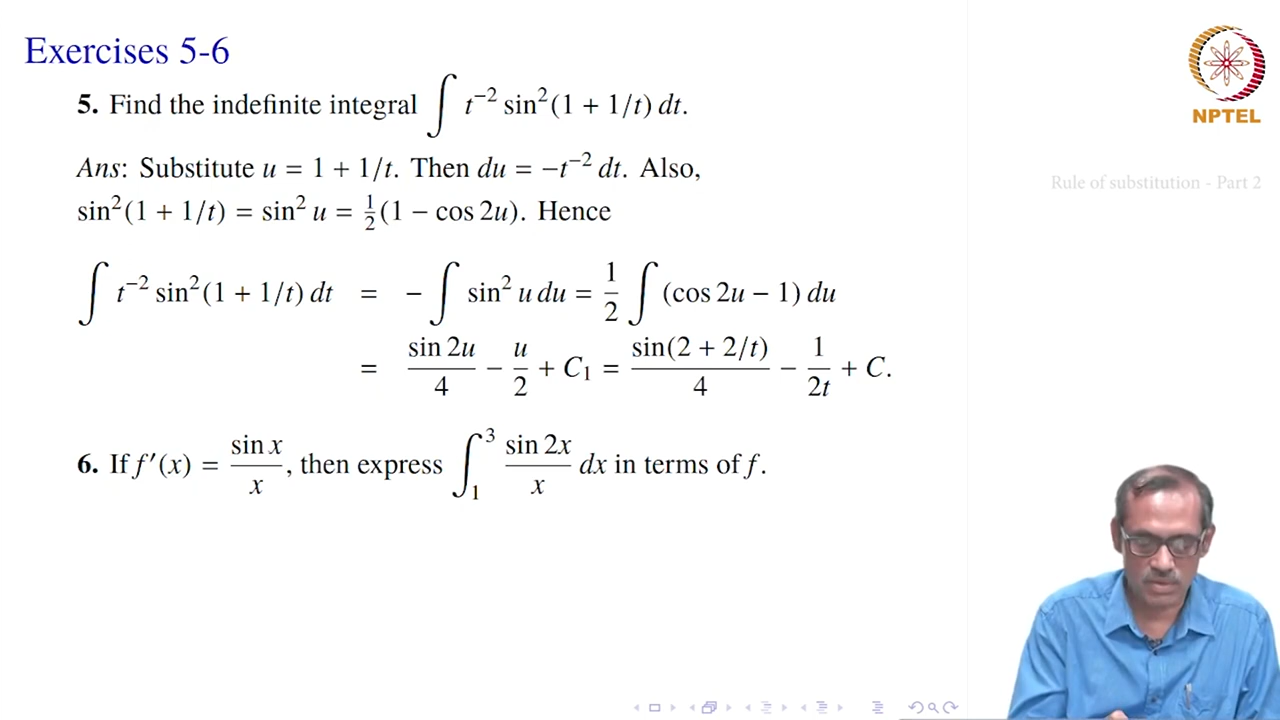 Exercises 5-6
NPTEL
5. Find the indefinite integral ∫ t⁻² sin²(1 + 1/t) dt.
Ans: Substitute u = 1 + 1/t. Then du = −t⁻² dt. Also,
Rule of substitution - Part 2
sin²(1 + 1/t) = sin² u = ½(1 − cos 2u). Hence
∫ t⁻² sin²(1 + 1/t) dt = − ∫ sin² u du = 1/2 ∫ (cos 2u − 1) du
= sin 2u/4 − u/2 + C₁ = sin(2 + 2/t)/4 − 1/2t + C.
6. If f′(x) = sin x/x, then express ∫₁³ sin 2x/x dx in terms of f.